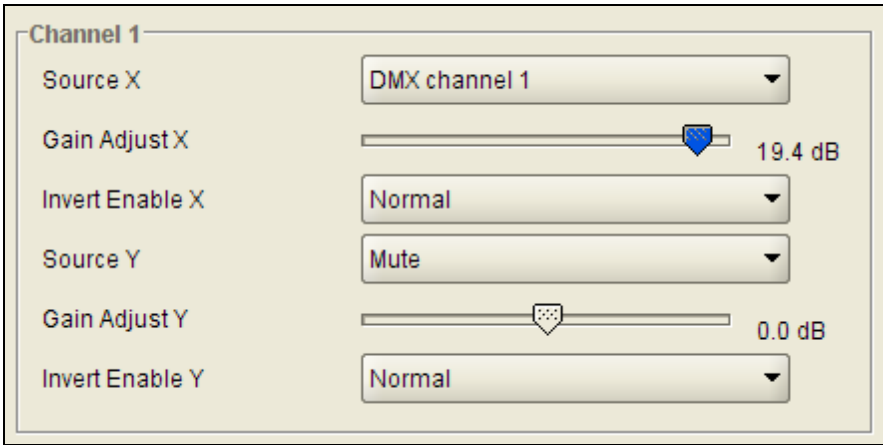 Channel 1
Source X DMX channel 1
Gain Adjust X 19.4 dB
Invert Enable X Normal
Source Y Mute
Gain Adjust Y 0.0 dB
Invert Enable Y Normal